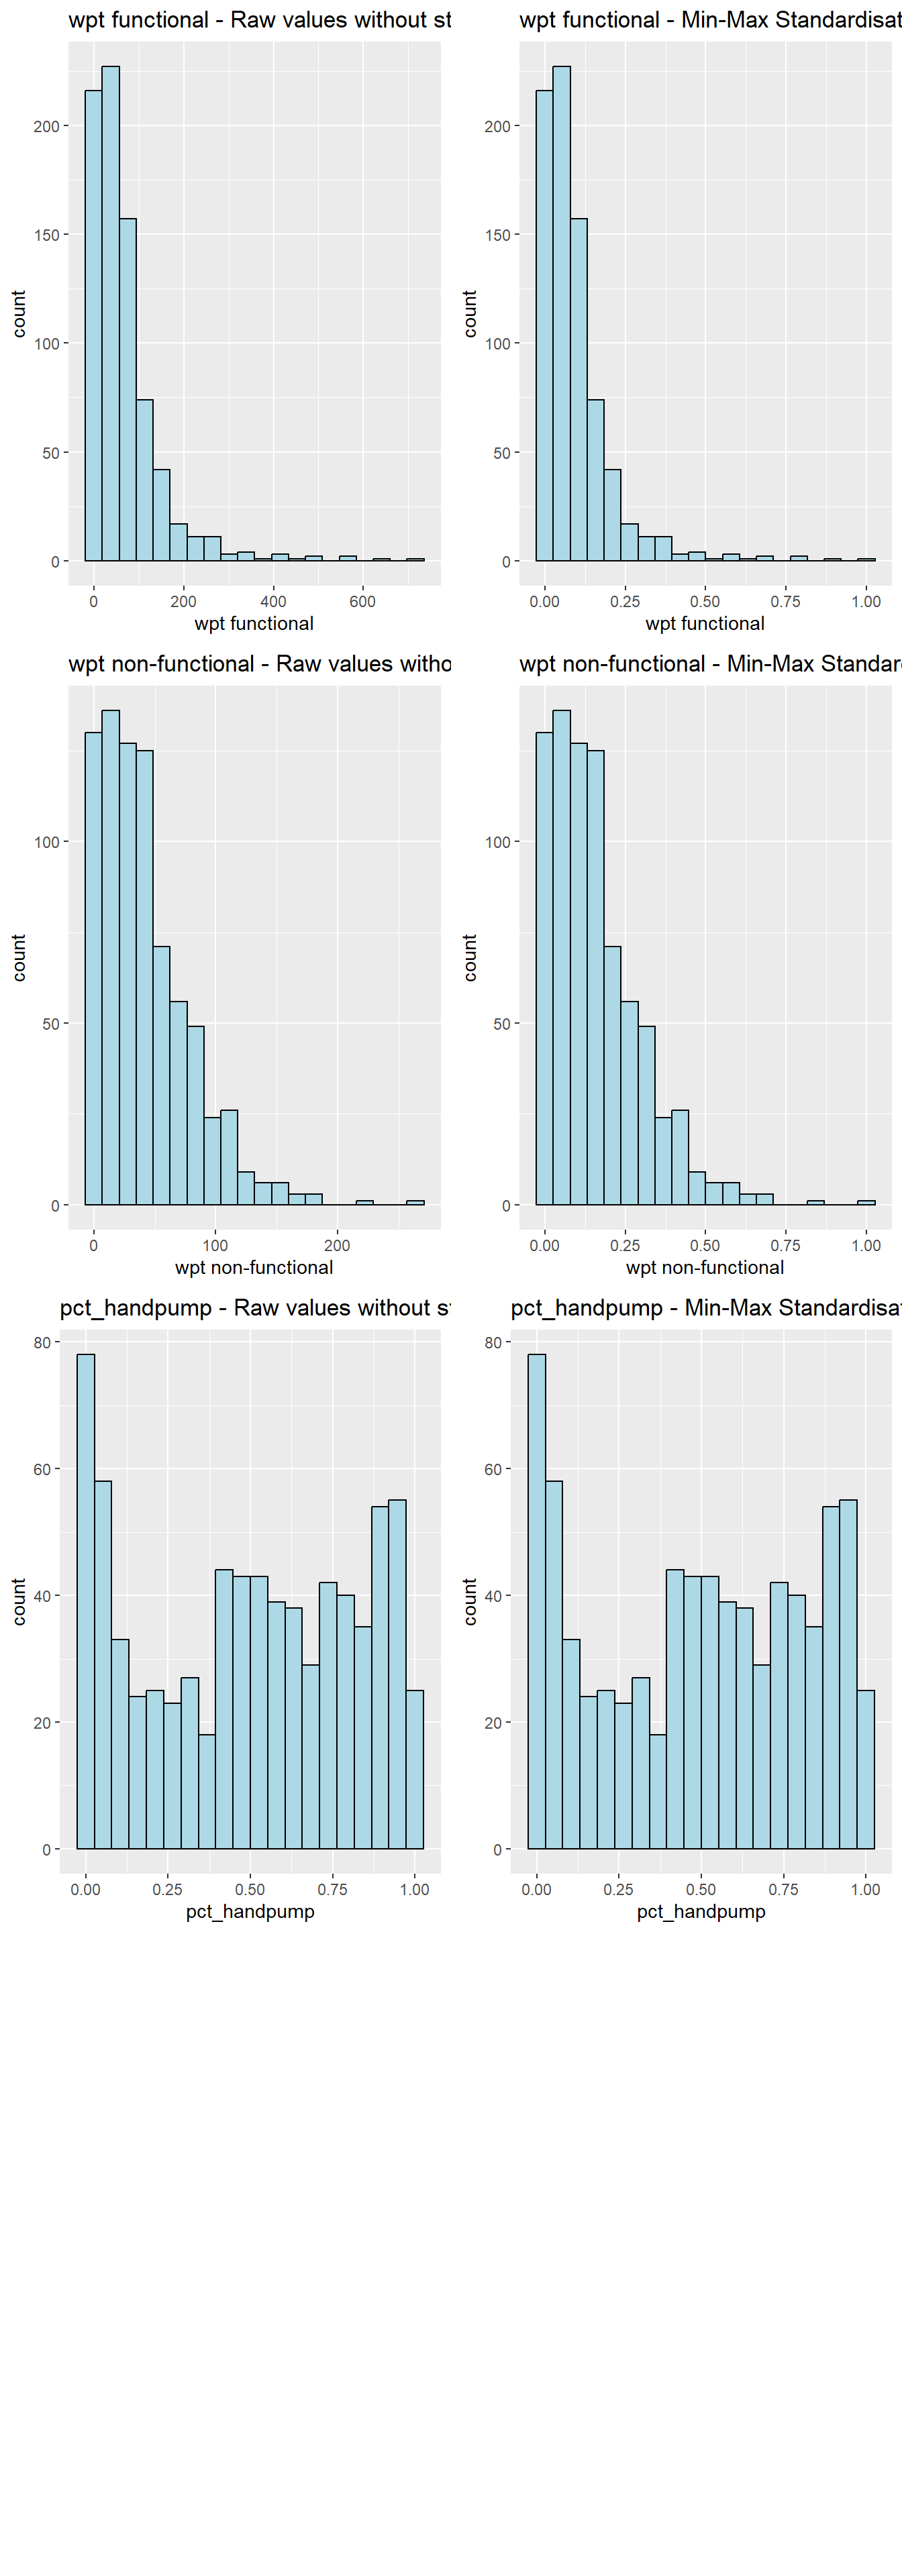 wpt functional - Raw values without st
count
200
150
100
50
0
0 200 400 600
wpt functional
wpt functional - Min-Max Standardisat
count
200
150
100
50
0
0.00 0.25 0.50 0.75 1.00
wpt functional
wpt non-functional - Raw values witho
count
100
50
0
0 100 200
wpt non-functional
wpt non-functional - Min-Max Standar
count
100
50
0
0.00 0.25 0.50 0.75 1.00
wpt non-functional
pct_handpump - Raw values without st
count
80
60
40
20
0
0.00 0.25 0.50 0.75 1.00
pct_handpump
pct_handpump - Min-Max Standardisat
count
80
60
40
20
0
0.00 0.25 0.50 0.75 1.00
pct_handpump